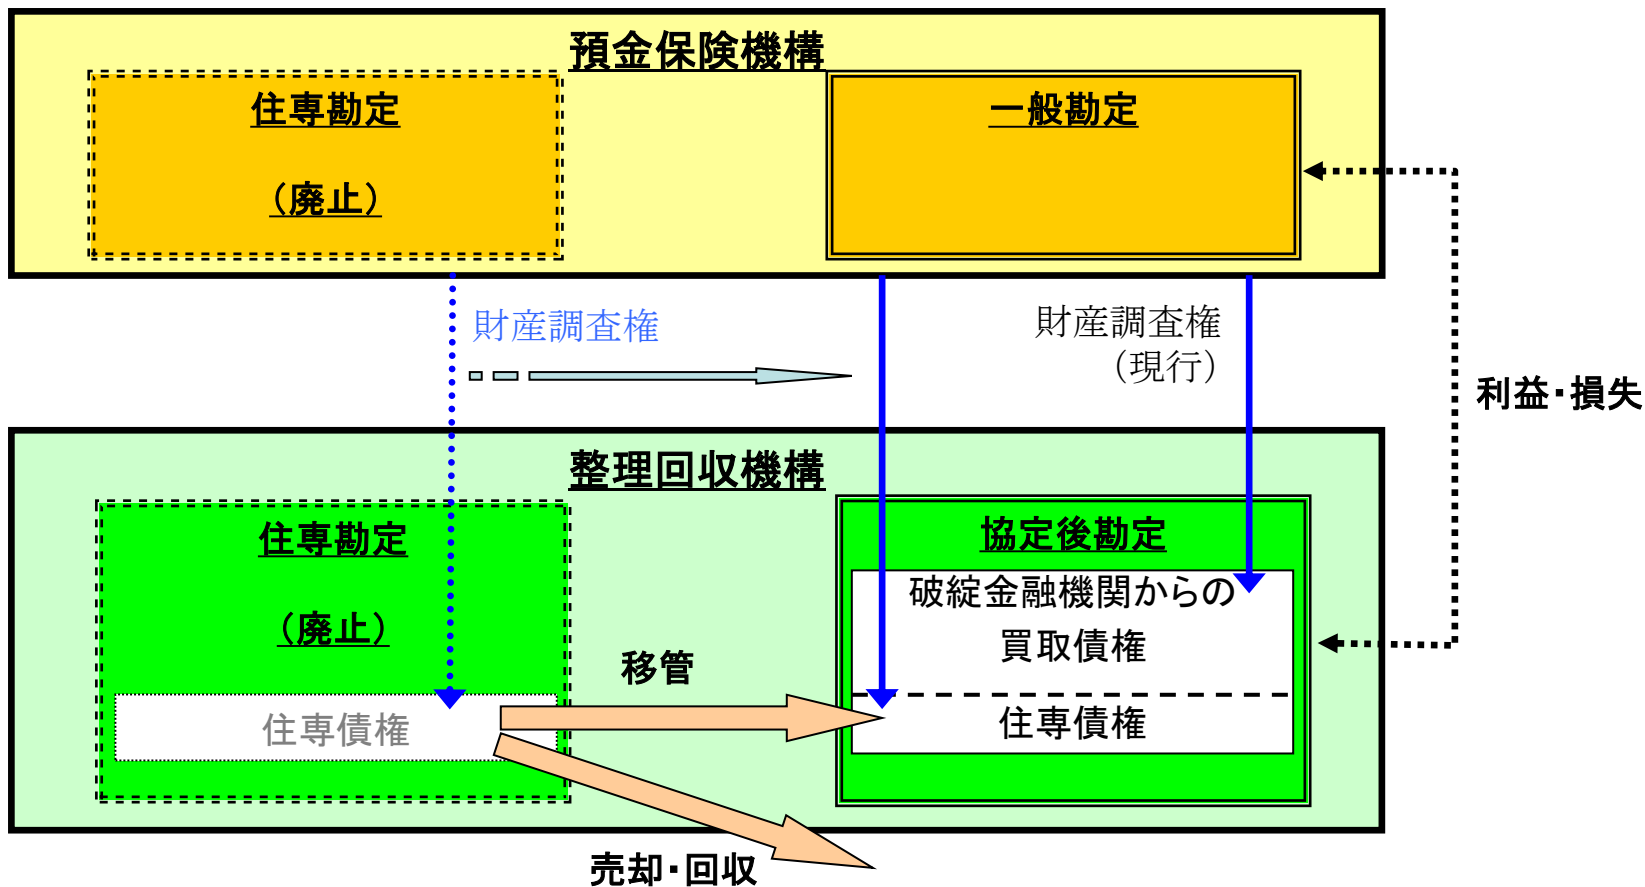 預金保険機構
住専勘定
（廃止）
一般勘定
財産調査権
財産調査権
（現行）
利益・損失
整理回収機構
住専勘定
（廃止）
住専債権
移管
協定後勘定
破綻金融機関からの
買取債権
住専債権
売却・回収